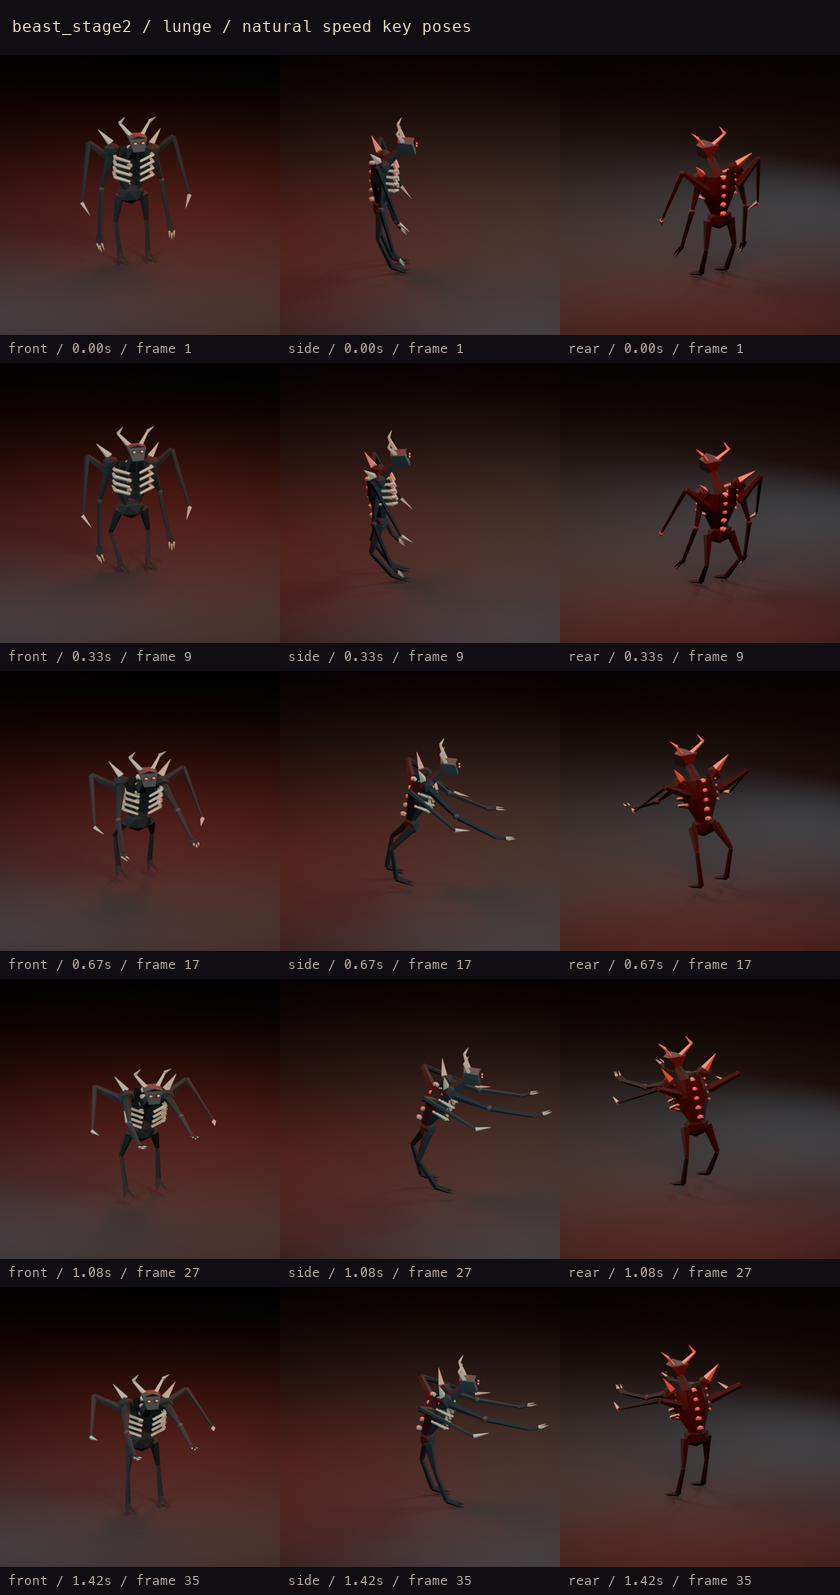 beast_stage2 / lunge / natural speed key poses
front / 0.00s / frame 1
side / 0.00s / frame 1
rear / 0.00s / frame 1
front / 0.33s / frame 9
side / 0.33s / frame 9
rear / 0.33s / frame 9
front / 0.67s / frame 17
side / 0.67s / frame 17
rear / 0.67s / frame 17
front / 1.08s / frame 27
side / 1.08s / frame 27
rear / 1.08s / frame 27
front / 1.42s / frame 35
side / 1.42s / frame 35
rear / 1.42s / frame 35